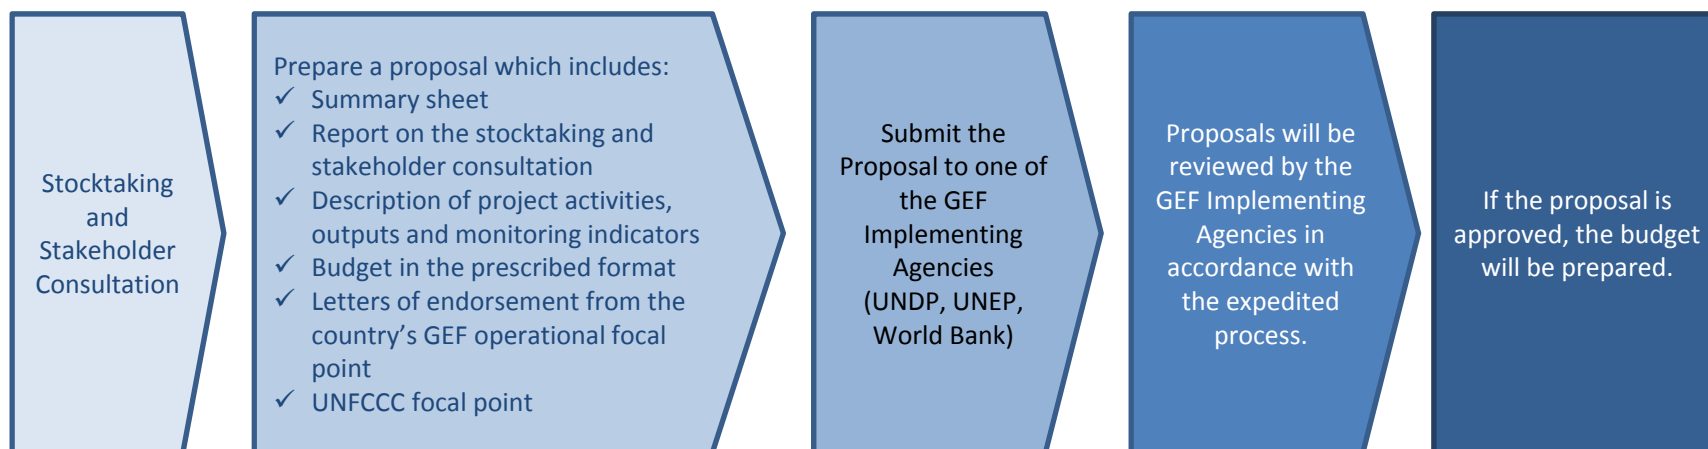 Stocktaking
and
Stakeholder
Consultation
Prepare a proposal which includes:
✓ Summary sheet
✓ Report on the stocktaking and
stakeholder consultation
✓ Description of project activities,
outputs and monitoring indicators
✓ Budget in the prescribed format
✓ Letters of endorsement from the
country’s GEF operational focal
point
✓ UNFCCC focal point
Submit the
Proposal to one of
the GEF
Implementing
Agencies
(UNDP, UNEP,
World Bank)
Proposals will be
reviewed by the
GEF Implementing
Agencies in
accordance with
the expedited
process.
If the proposal is
approved, the budget
will be prepared.